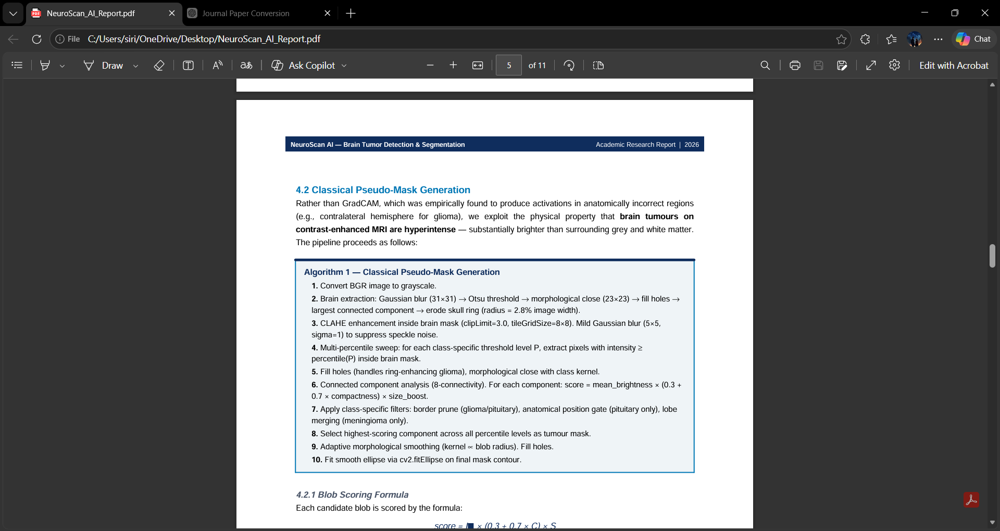 NeuroScan_AI_Report.pdf
Journal Paper Conversion
File C:/Users/siri/OneDrive/Desktop/NeuroScan_AI_Report.pdf
Chat
Draw
aあ
Ask Copilot
5 of 11
Edit with Acrobat
NeuroScan AI — Brain Tumor Detection & Segmentation
Academic Research Report | 2026
4.2 Classical Pseudo-Mask Generation
Rather than GradCAM, which was empirically found to produce activations in anatomically incorrect regions
(e.g., contralateral hemisphere for glioma), we exploit the physical property that brain tumours on
contrast-enhanced MRI are hyperintense — substantially brighter than surrounding grey and white matter.
The pipeline proceeds as follows:
Algorithm 1 — Classical Pseudo-Mask Generation
1. Convert BGR image to grayscale.
2. Brain extraction: Gaussian blur (31×31) → Otsu threshold → morphological close (23×23) → fill holes →
largest connected component → erode skull ring (radius = 2.8% image width).
3. CLAHE enhancement inside brain mask (clipLimit=3.0, tileGridSize=8×8). Mild Gaussian blur (5×5,
sigma=1) to suppress speckle noise.
4. Multi-percentile sweep: for each class-specific threshold level P, extract pixels with intensity ≥
percentile(P) inside brain mask.
5. Fill holes (handles ring-enhancing glioma), morphological close with class kernel.
6. Connected component analysis (8-connectivity). For each component: score = mean_brightness × (0.3 +
0.7 × compactness) × size_boost.
7. Apply class-specific filters: border prune (glioma/pituitary), anatomical position gate (pituitary only), lobe
merging (meningioma only).
8. Select highest-scoring component across all percentile levels as tumour mask.
9. Adaptive morphological smoothing (kernel ∝ blob radius). Fill holes.
10. Fit smooth ellipse via cv2.fitEllipse on final mask contour.
4.2.1 Blob Scoring Formula
Each candidate blob is scored by the formula:
score = I■ × (0.3 + 0.7 × C) × S